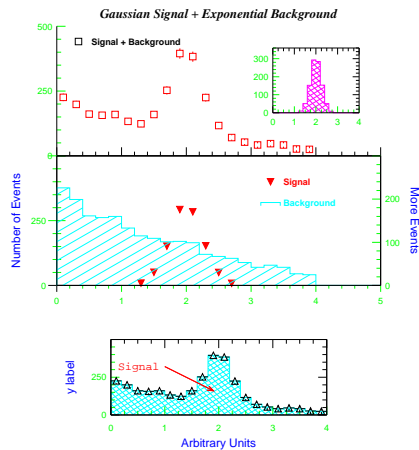 Gaussian Signal + Exponential Background
500
250
Signal + Background
300
200
100
0
0 1 2 3 4
Number of Events
250
0
0 1 2 3 4 5
Signal
Background
200
100
0
More Events
y label
250
0
Signal
0 1 2 3 4
Arbitrary Units